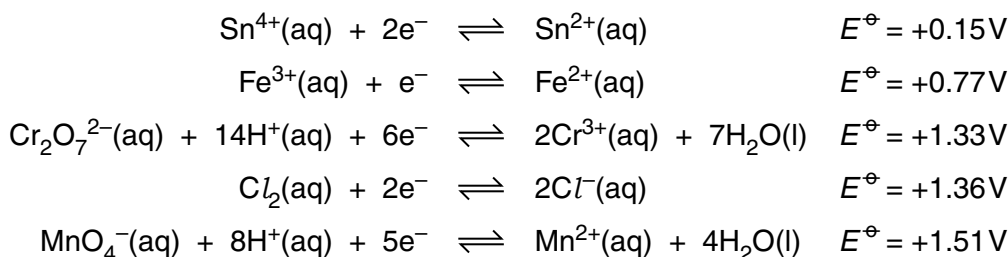 Sn⁴⁺(aq) + 2e⁻ ⇌ Sn²⁺(aq) E⦵ = +0.15V
Fe³⁺(aq) + e⁻ ⇌ Fe²⁺(aq) E⦵ = +0.77V
Cr₂O₇²⁻(aq) + 14H⁺(aq) + 6e⁻ ⇌ 2Cr³⁺(aq) + 7H₂O(l) E⦵ = +1.33V
Cl₂(aq) + 2e⁻ ⇌ 2Cl⁻(aq) E⦵ = +1.36V
MnO₄⁻(aq) + 8H⁺(aq) + 5e⁻ ⇌ Mn²⁺(aq) + 4H₂O(l) E⦵ = +1.51V